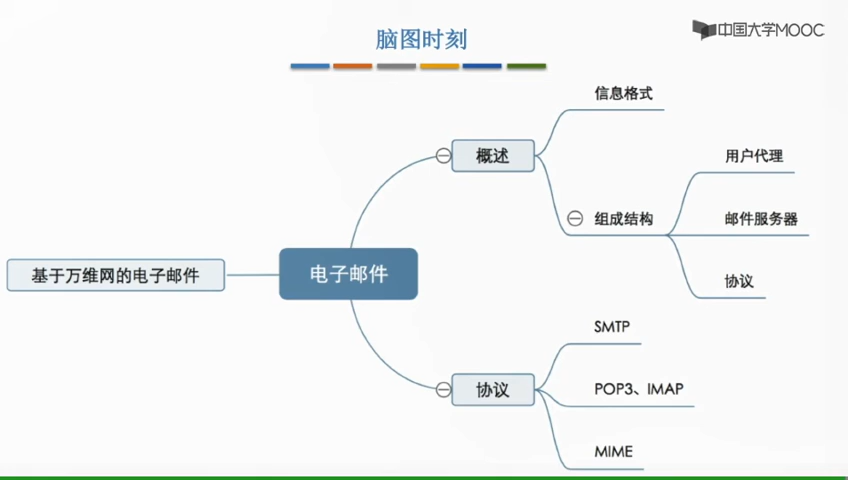 脑图时刻
中国大学MOOC
信息格式
概述
用户代理
组成结构
邮件服务器
基于万维网的电子邮件
电子邮件
协议
SMTP
协议
POP3、IMAP
MIME